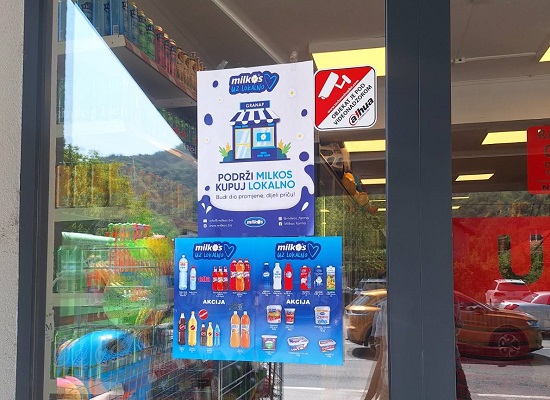 milkos
UZ LOKALNO
GRANAP
PODRŽI MILKOS
KUPUJ LOKALNO
Budi dio promjene, dijeli priču!
milkos
OBJEKAT JE POD
VIDEONADZOROM
alhua
milkos
UZ LOKALNO
AKCIJA
milkos
UZ LOKALNO
AKCIJA